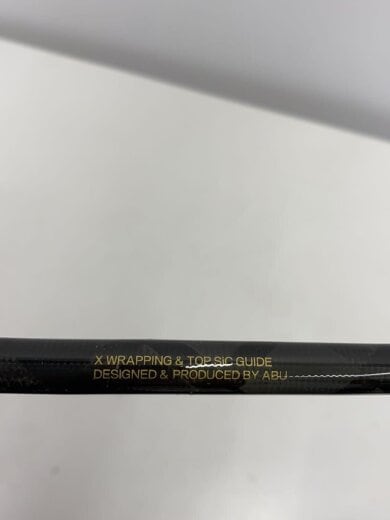 X WRAPPING & TOP SiC GUIDE
DESIGNED & PRODUCED BY ABU